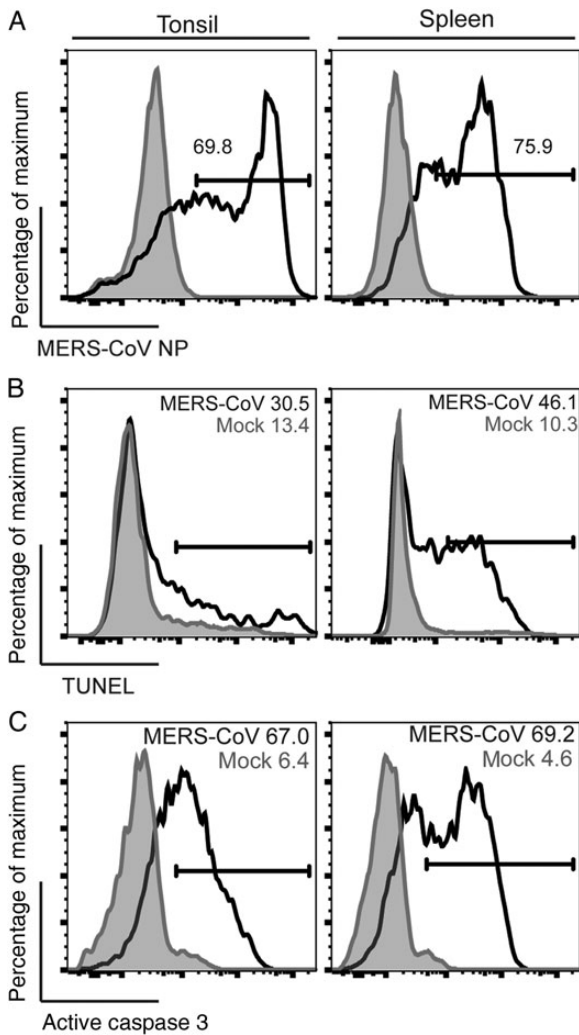 A
Tonsil
Spleen
Percentage of maximum
69.8
75.9
MERS-CoV NP
B
Percentage of maximum
MERS-CoV 30.5
Mock 13.4
MERS-CoV 46.1
Mock 10.3
TUNEL
C
Percentage of maximum
MERS-CoV 67.0
Mock 6.4
MERS-CoV 69.2
Mock 4.6
Active caspase 3